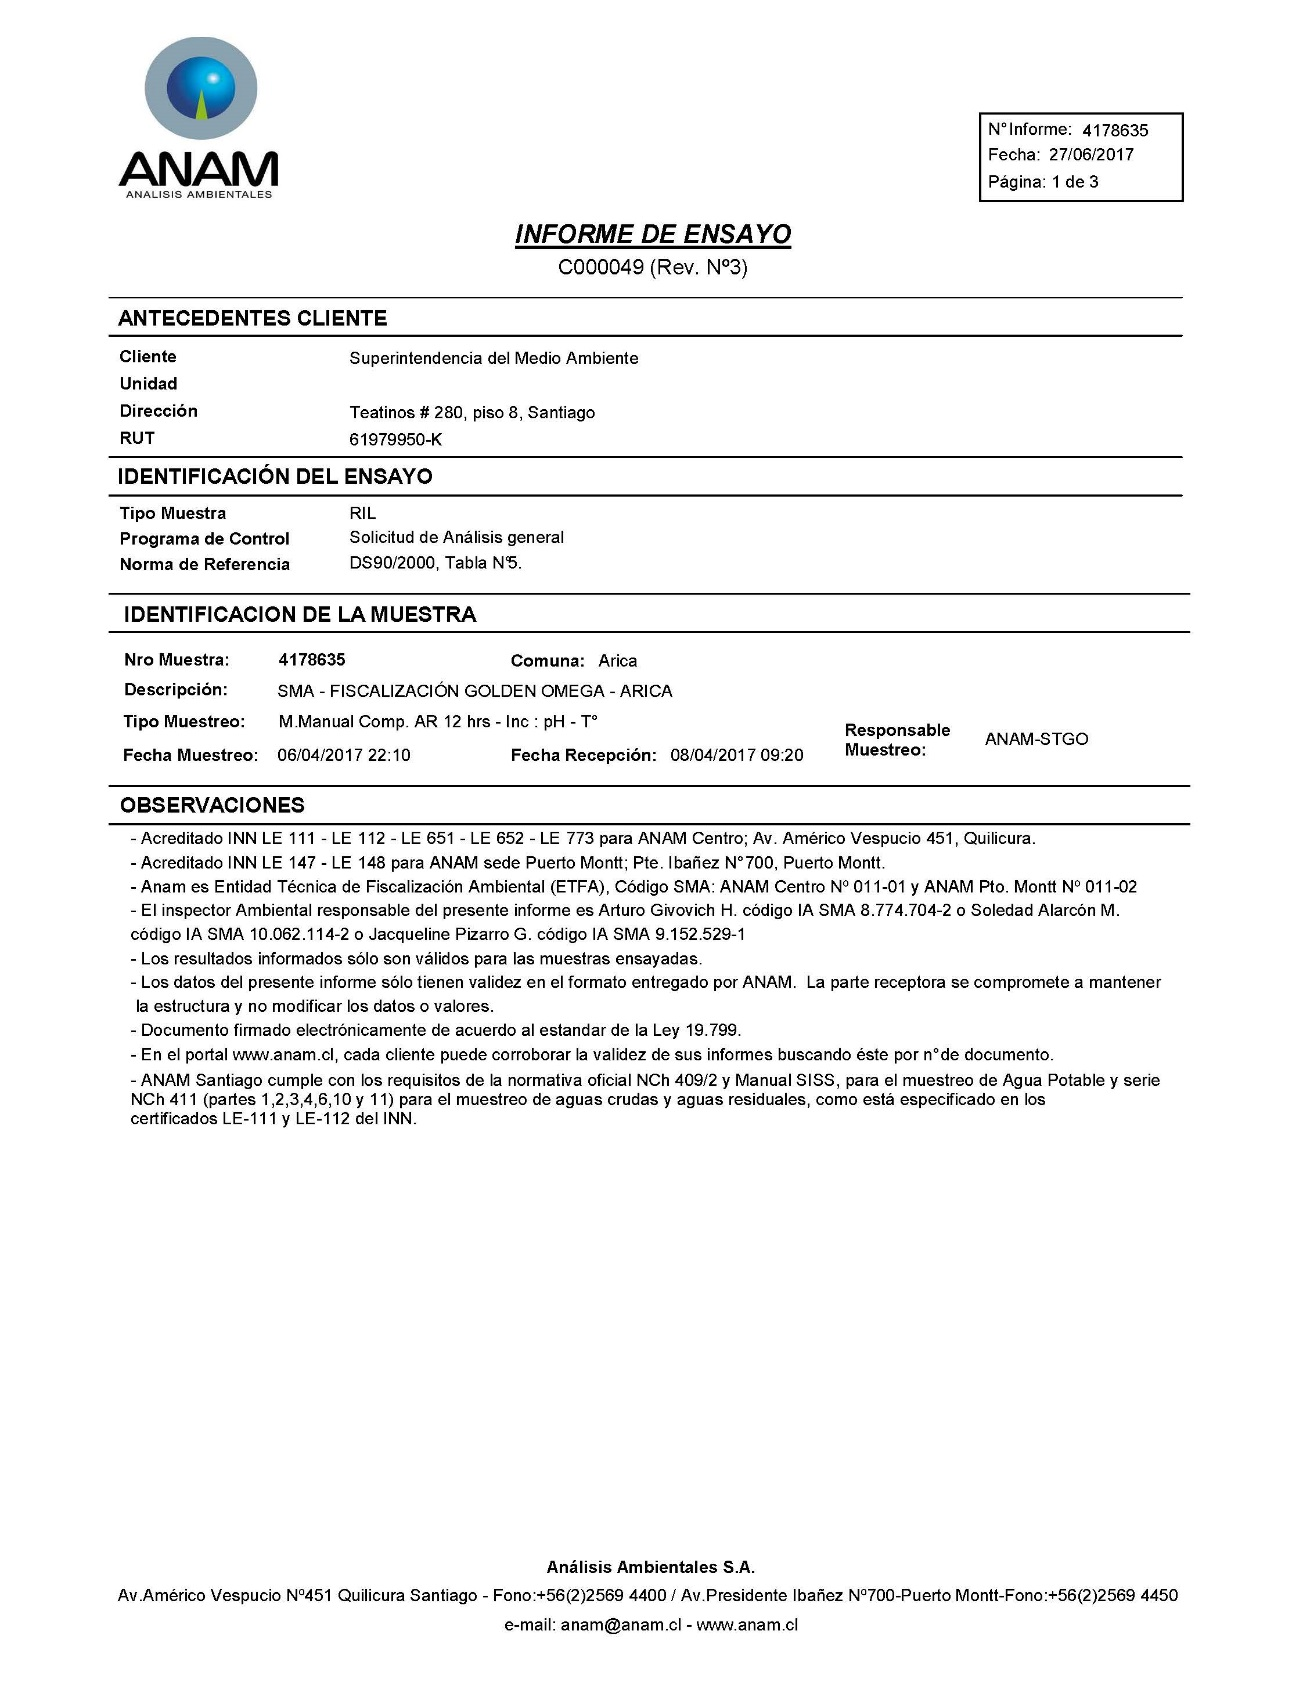 ANAM
ANALISIS AMBIENTALES
N°Informe: 4178635
Fecha: 27/06/2017
Página: 1 de 3
INFORME DE ENSAYO
C000049 (Rev. Nº3)
ANTECEDENTES CLIENTE
Cliente Superintendencia del Medio Ambiente
Unidad
Dirección Teatinos # 280, piso 8, Santiago
RUT 61979950-K
IDENTIFICACIÓN DEL ENSAYO
Tipo Muestra RIL
Programa de Control Solicitud de Análisis general
Norma de Referencia DS90/2000, Tabla N°5.
IDENTIFICACION DE LA MUESTRA
Nro Muestra: 4178635 Comuna: Arica
Descripción: SMA - FISCALIZACIÓN GOLDEN OMEGA - ARICA
Tipo Muestreo: M.Manual Comp. AR 12 hrs - Inc : pH - T°
Responsable Muestreo: ANAM-STGO
Fecha Muestreo: 06/04/2017 22:10 Fecha Recepción: 08/04/2017 09:20
OBSERVACIONES
- Acreditado INN LE 111 - LE 112 - LE 651 - LE 652 - LE 773 para ANAM Centro; Av. Américo Vespucio 451, Quilicura.
- Acreditado INN LE 147 - LE 148 para ANAM sede Puerto Montt; Pte. Ibañez N°700, Puerto Montt.
- Anam es Entidad Técnica de Fiscalización Ambiental (ETFA), Código SMA: ANAM Centro Nº 011-01 y ANAM Pto. Montt Nº 011-02
- El inspector Ambiental responsable del presente informe es Arturo Givovich H. código IA SMA 8.774.704-2 o Soledad Alarcón M.
código IA SMA 10.062.114-2 o Jacqueline Pizarro G. código IA SMA 9.152.529-1
- Los resultados informados sólo son válidos para las muestras ensayadas.
- Los datos del presente informe sólo tienen validez en el formato entregado por ANAM. La parte receptora se compromete a mantener
la estructura y no modificar los datos o valores.
- Documento firmado electrónicamente de acuerdo al estandar de la Ley 19.799.
- En el portal www.anam.cl, cada cliente puede corroborar la validez de sus informes buscando éste por n°de documento.
- ANAM Santiago cumple con los requisitos de la normativa oficial NCh 409/2 y Manual SISS, para el muestreo de Agua Potable y serie
NCh 411 (partes 1,2,3,4,6,10 y 11) para el muestreo de aguas crudas y aguas residuales, como está especificado en los
certificados LE-111 y LE-112 del INN.
Análisis Ambientales S.A.
Av.Américo Vespucio Nº451 Quilicura Santiago - Fono:+56(2)2569 4400 / Av.Presidente Ibañez Nº700-Puerto Montt-Fono:+56(2)2569 4450
e-mail: anam@anam.cl - www.anam.cl